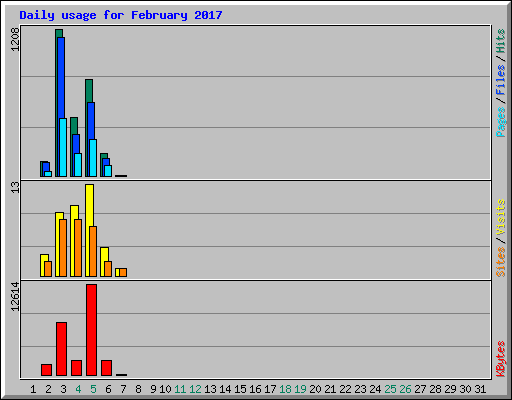 Daily usage for February 2017
1208
Pages/Files/Hits
13
Sites/Visits
12614
KBytes
1 2 3 4 5 6 7 8 9 10 11 12 13 14 15 16 17 18 19 20 21 22 23 24 25 26 27 28 29 30 31